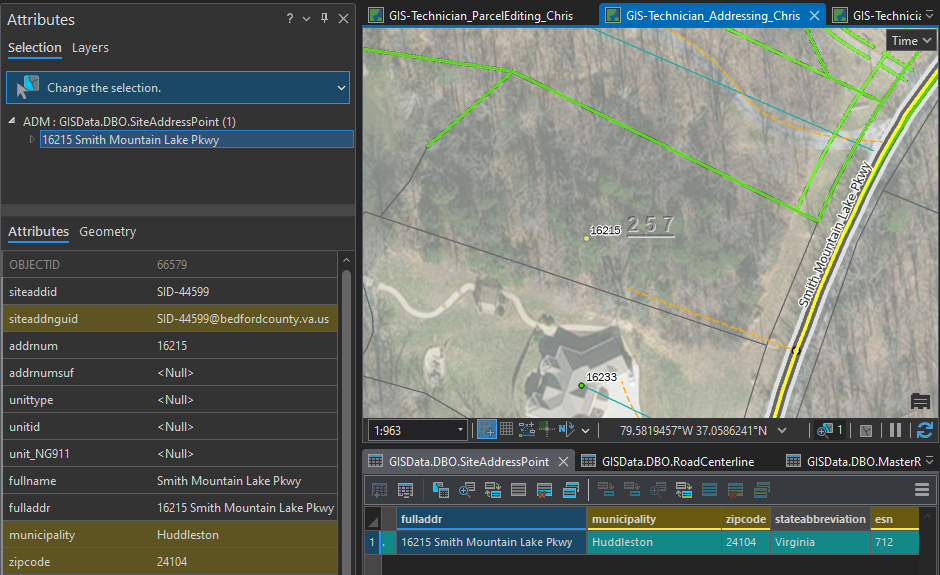 Attributes
?
Selection Layers
Change the selection.
ADM : GISData.DBO.SiteAddressPoint (1)
16215 Smith Mountain Lake Pkwy
Attributes Geometry
OBJECTID 66579
siteaddid SID-44599
siteaddnguid SID-44599@bedfordcounty.va.us
addrnum 16215
addrnumsuf <Null>
unittype <Null>
unitid <Null>
unit_NG911 <Null>
fullname Smith Mountain Lake Pkwy
fulladdr 16215 Smith Mountain Lake Pkwy
municipality Huddleston
zipcode 24104
GIS-Technician_ParcelEditing_Chris GIS-Technician_Addressing_Chris GIS-Technicia
Time
16215 257
Smith Mountain Lake Pkwy
16233
1:963 N 79.5819457°W 37.0586241°N 1
GISData.DBO.SiteAddressPoint GISData.DBO.RoadCenterline GISData.DBO.MasterR
fulladdr municipality zipcode stateabbreviation esn
1 16215 Smith Mountain Lake Pkwy Huddleston 24104 Virginia 712